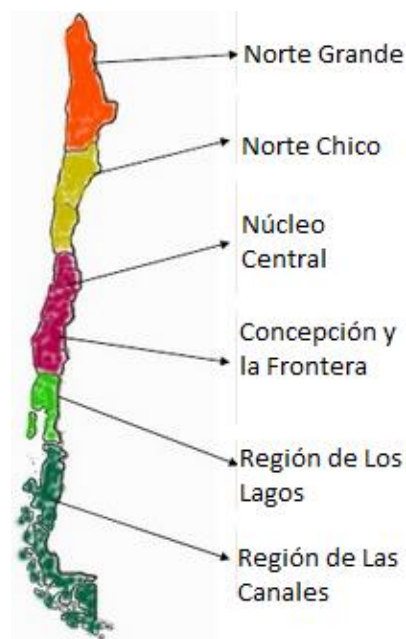 Norte Grande
Norte Chico
Núcleo
Central
Concepción y
la Frontera
Región de Los
Lagos
Región de Las
Canales